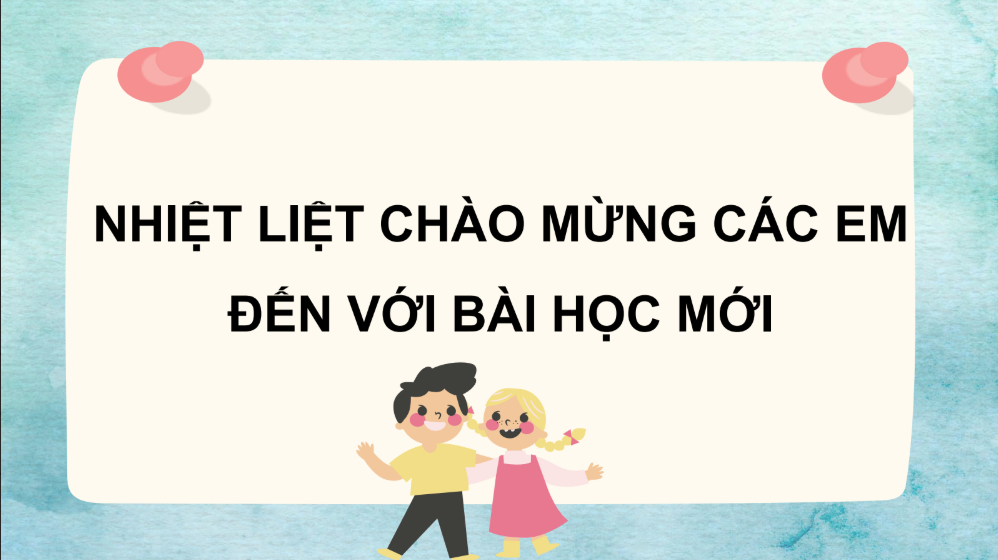 NHIỆT LIỆT CHÀO MỪNG CÁC EM
ĐẾN VỚI BÀI HỌC MỚI